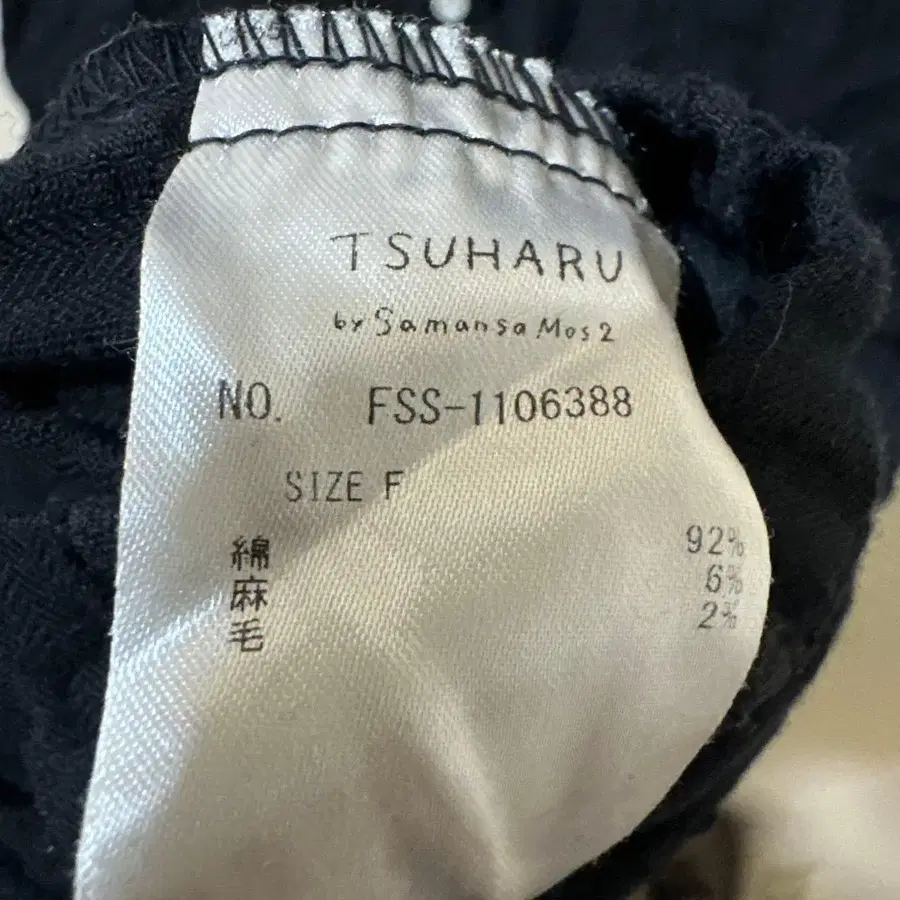 TSUHARU
by Samansa Mos2
NO. FSS-1106388
SIZE F
綿 92%
麻 6%
毛 2%